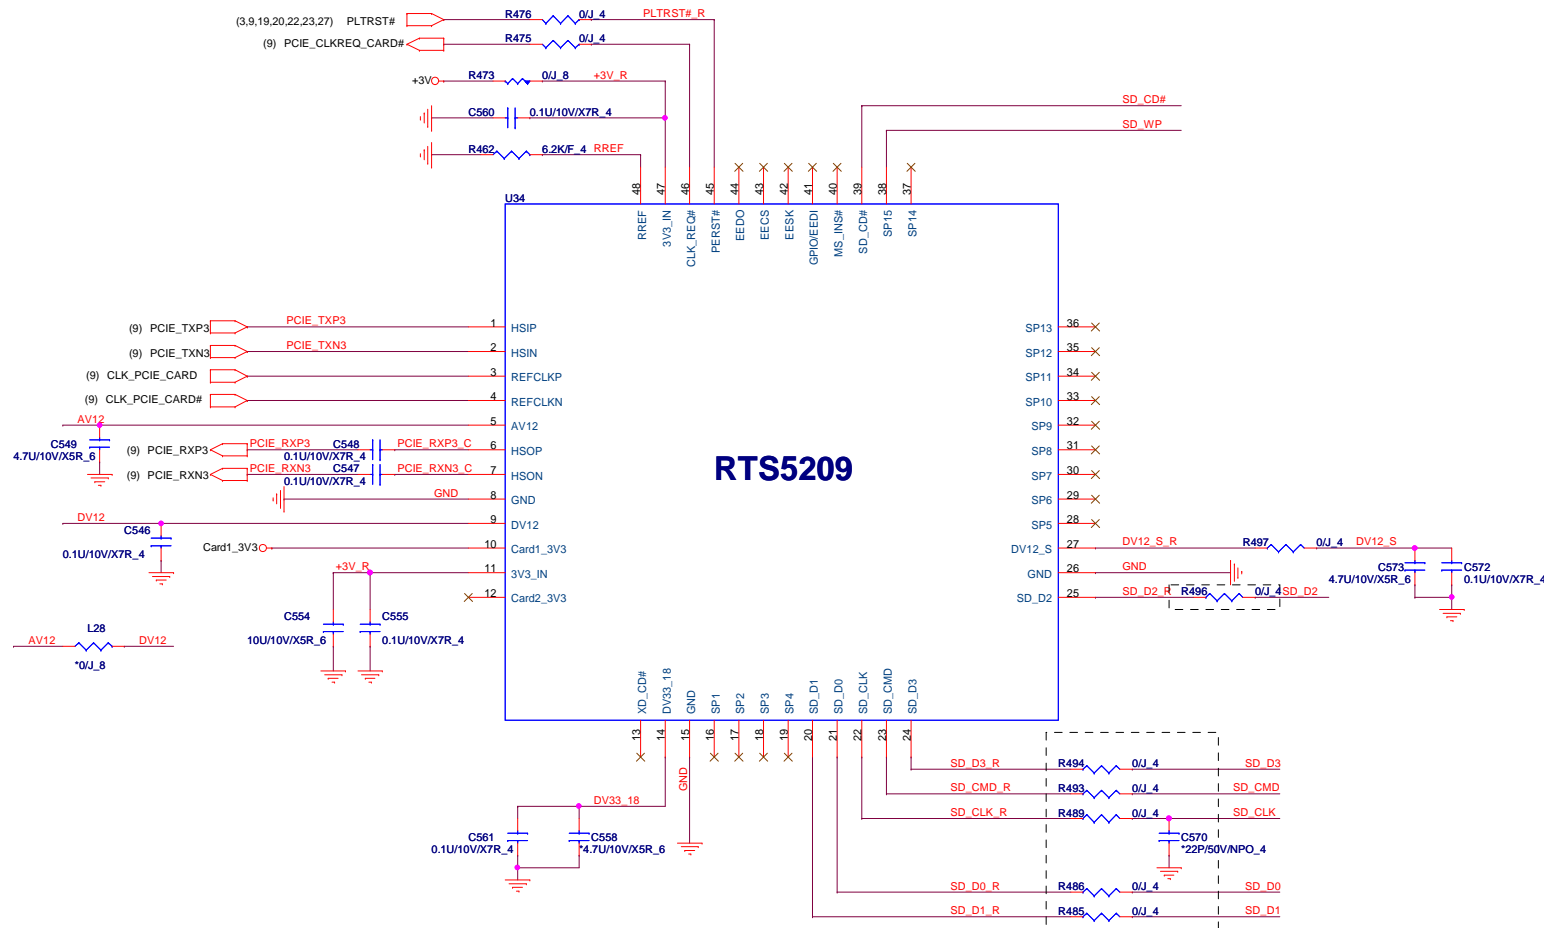 (3,9,19,20,22,23,27) PLTRST# R476 0/J_4 PLTRST#_R
(9) PCIE_CLKREQ_CARD# R475 0/J_4
+3V R473 0/J_8 +3V_R
C560 0.1U/10V/X7R_4
R462 6.2K/F_4 RREF
SD_CD#
SD_WP
48 47 46 45 44 43 42 41 40 39 38 37
U34
RREF 3V3_IN CLK_REQ# PERST# EEDO EECS EESK GPIO/EEDI MS_INS# SD_CD# SP15 SP14
(9) PCIE_TXP3 PCIE_TXP3 1 HSIP
(9) PCIE_TXN3 PCIE_TXN3 2 HSIN
(9) CLK_PCIE_CARD 3 REFCLKP
(9) CLK_PCIE_CARD# 4 REFCLKN
AV12 5 AV12
C549 4.7U/10V/X5R_6
(9) PCIE_RXP3 PCIE_RXP3 C548 0.1U/10V/X7R_4 PCIE_RXP3_C 6 HSOP
(9) PCIE_RXN3 PCIE_RXN3 C547 0.1U/10V/X7R_4 PCIE_RXN3_C 7 HSON
GND 8 GND
DV12 9 DV12
C546 0.1U/10V/X7R_4
Card1_3V3 10 Card1_3V3
+3V_R 11 3V3_IN
12 Card2_3V3
C554 10U/10V/X5R_6
C555 0.1U/10V/X7R_4
AV12 L28 DV12
*0/J_8
RTS5209
SP13 36
SP12 35
SP11 34
SP10 33
SP9 32
SP8 31
SP7 30
SP6 29
SP5 28
DV12_S 27 DV12_S_R R497 0/J_4 DV12_S
GND 26 GND
SD_D2 25 SD_D2_R R496 0/J_4 SD_D2
C573 4.7U/10V/X5R_6
C572 0.1U/10V/X7R_4
XD_CD# DV33_18 GND SP1 SP2 SP3 SP4 SD_D1 SD_D0 SD_CLK SD_CMD SD_D3
13 14 15 16 17 18 19 20 21 22 23 24
GND
DV33_18
C561 0.1U/10V/X7R_4
C558 *4.7U/10V/X5R_6
SD_D3_R R494 0/J_4 SD_D3
SD_CMD_R R493 0/J_4 SD_CMD
SD_CLK_R R489 0/J_4 SD_CLK
C570 *22P/50V/NPO_4
SD_D0_R R486 0/J_4 SD_D0
SD_D1_R R485 0/J_4 SD_D1